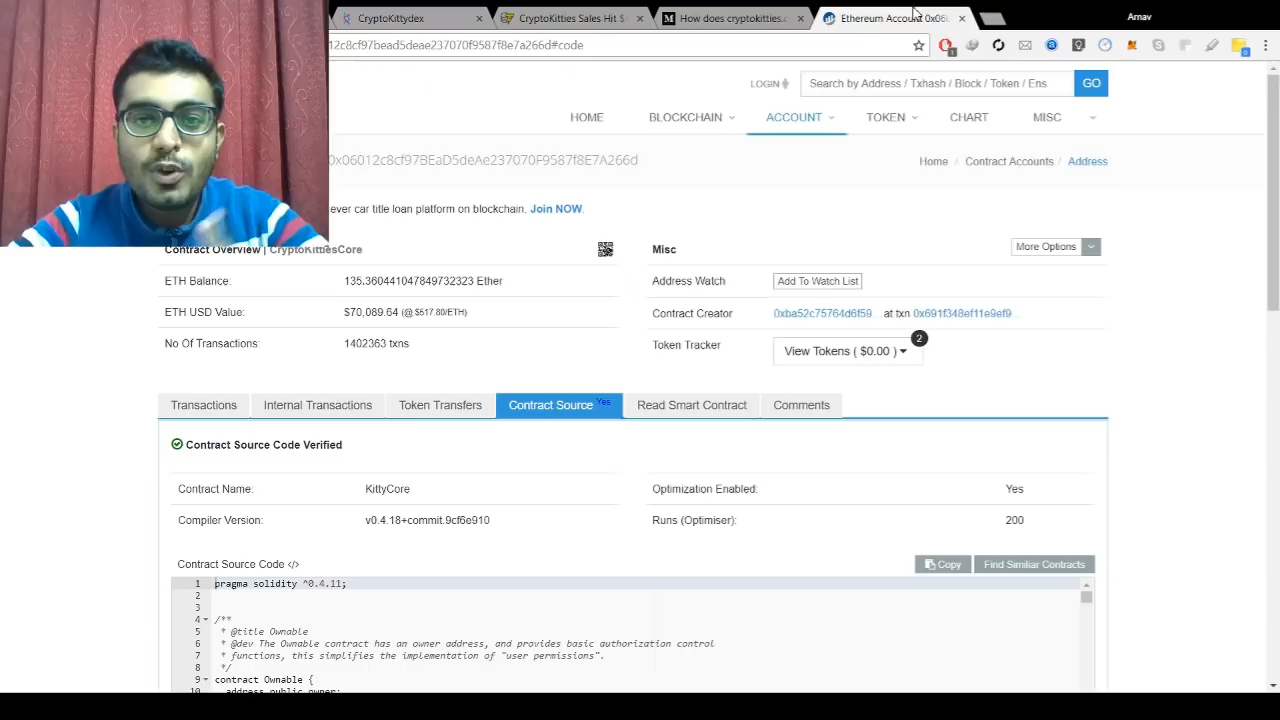 CryptoKittydex
CryptoKitties Sales Hit $
How does cryptokitties.c
Ethereum Account 0x06
Arnav
12c8cf97bead5deae237070f9587f8e7a266d#code
1
LOGIN
Search by Address / Txhash / Block / Token / Ens
GO
HOME
BLOCKCHAIN
ACCOUNT
TOKEN
CHART
MISC
0x06012c8cf97BEaD5deAe237070F9587f8E7A266d
Home / Contract Accounts / Address
ever car title loan platform on blockchain. Join NOW.
Contract Overview | CryptoKittiesCore
Misc
More Options
ETH Balance: 135.360441047849732323 Ether
Address Watch Add To Watch List
ETH USD Value: $70,089.64 (@ $517.80/ETH)
Contract Creator 0xba52c75764d6f59... at txn 0x691f348ef11e9ef9...
No Of Transactions: 1402363 txns
Token Tracker View Tokens ( $0.00 ) 2
Transactions
Internal Transactions
Token Transfers
Contract Source Yes
Read Smart Contract
Comments
Contract Source Code Verified
Contract Name: KittyCore
Optimization Enabled: Yes
Compiler Version: v0.4.18+commit.9cf6e910
Runs (Optimiser): 200
Contract Source Code </>
Copy
Find Similiar Contracts
1 pragma solidity ^0.4.11;
2
3
4 /**
5 * @title Ownable
6 * @dev The Ownable contract has an owner address, and provides basic authorization control
7 * functions, this simplifies the implementation of "user permissions".
8 */
9 contract Ownable {
10 address public owner;